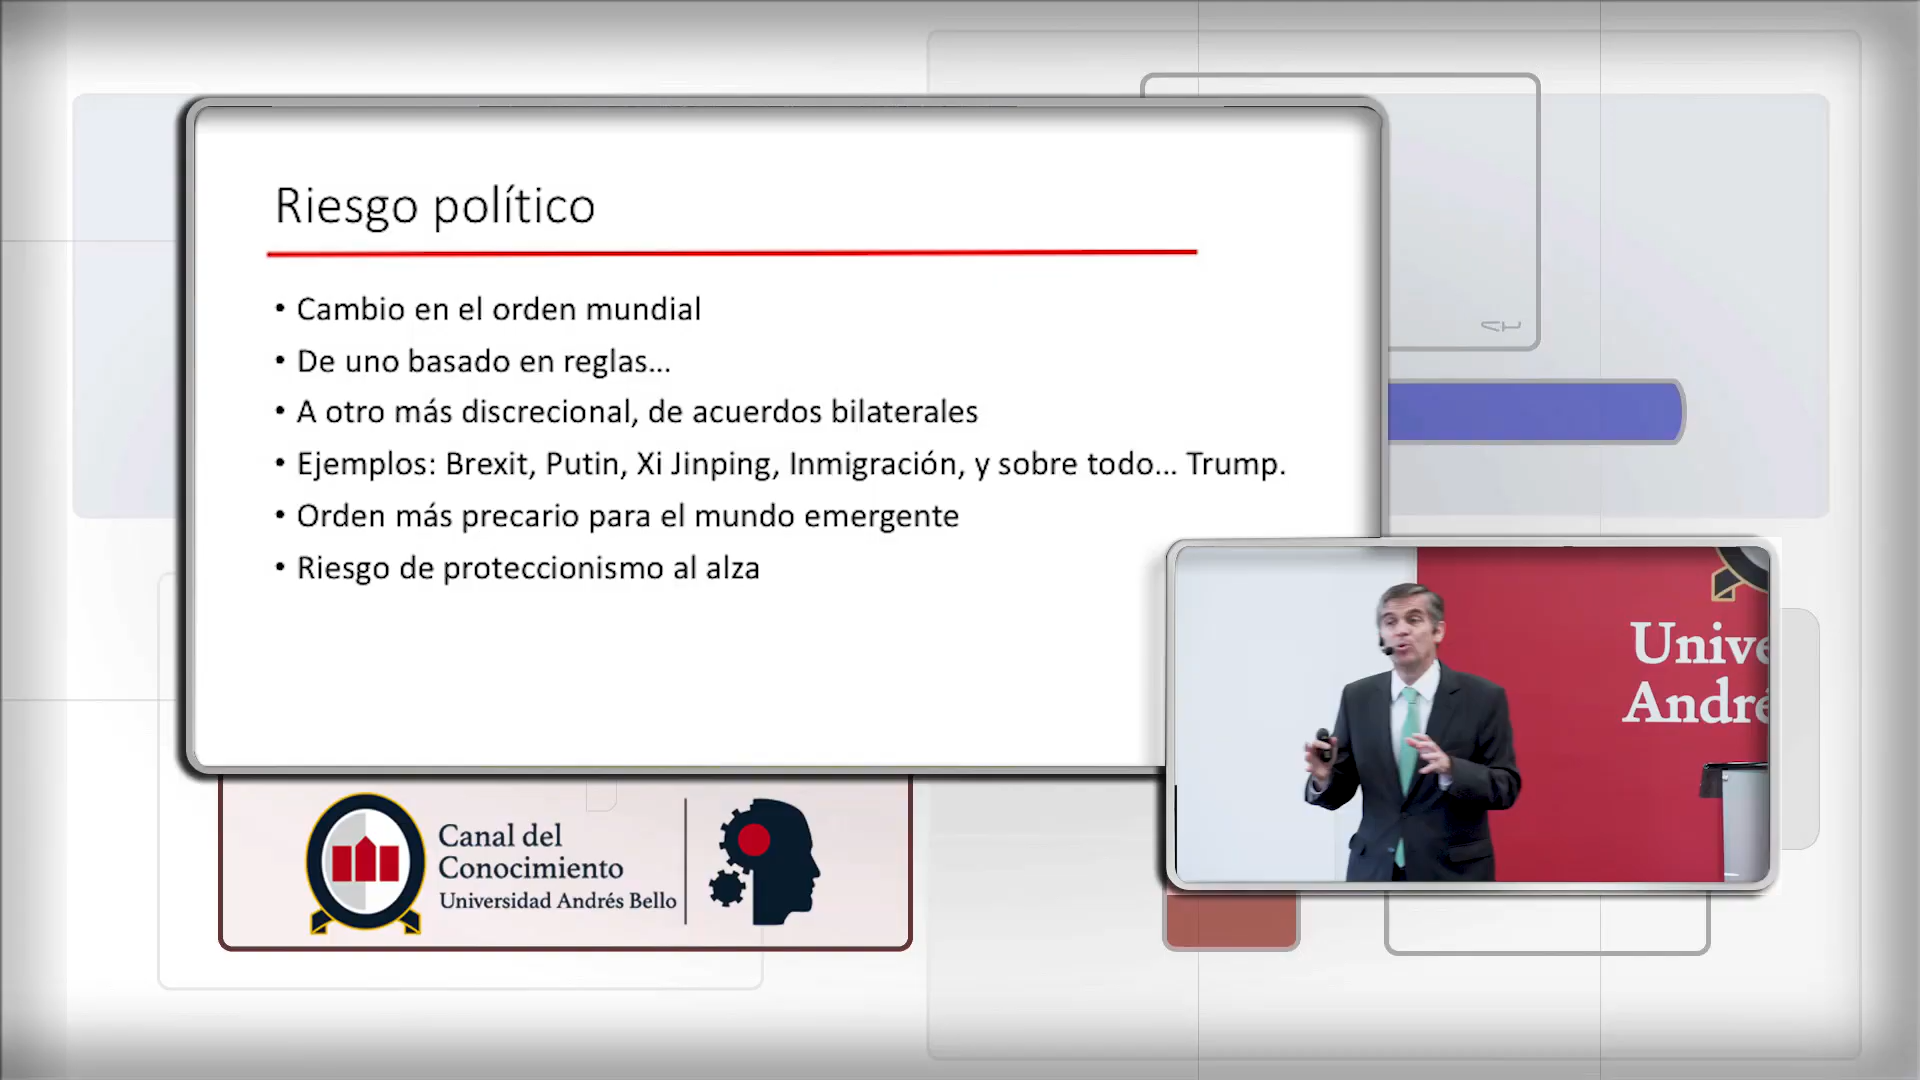 Riesgo político
• Cambio en el orden mundial
• De uno basado en reglas...
• A otro más discrecional, de acuerdos bilaterales
• Ejemplos: Brexit, Putin, Xi Jinping, Inmigración, y sobre todo... Trump.
• Orden más precario para el mundo emergente
• Riesgo de proteccionismo al alza
Unive
André
Canal del
Conocimiento
Universidad Andrés Bello